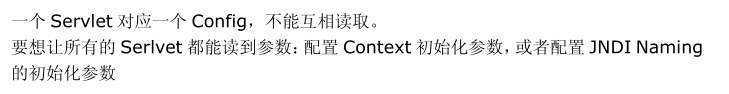 一个 Servlet 对应一个 Config，不能互相读取。
要想让所有的 Serlvet 都能读到参数：配置 Context 初始化参数，或者配置 JNDI Naming
的初始化参数